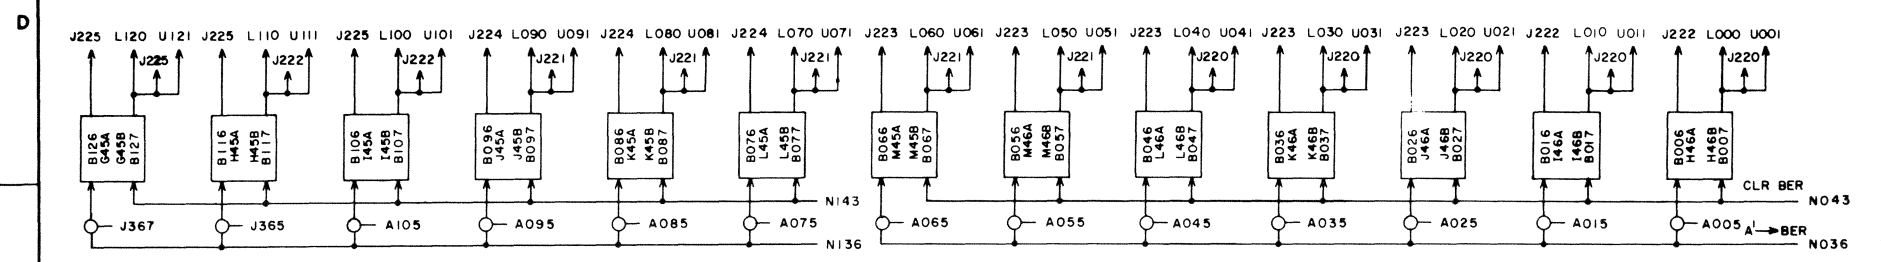 D
J225 L120 U121 J225 L110 U111 J225 L100 U101 J224 L090 U091 J224 L080 U081 J224 L070 U071 J223 L060 U061 J223 L050 U051 J223 L040 U041 J223 L030 U031 J223 L020 U021 J222 L010 U011 J222 L000 U001
J225 J222 J222 J221 J221 J221 J221 J221 J220 J220 J220 J220 J220
B126 G45A G45B B127
B116 H45A H45B B117
B106 I45A I45B B107
B096 J45A J45B B097
B086 K45A K45B B087
B076 L45A L45B B077
B066 M45A M45B B067
B056 M46A M46B B057
B046 L46A L46B B047
B036 K46A K46B B037
B026 J46A J46B B027
B016 I46A I46B B017
B006 H46A H46B B007
CLR BER
N143 N043
J367 J365 A105 A095 A085 A075 A065 A055 A045 A035 A025 A015 A005 A'→BER
N136 N036